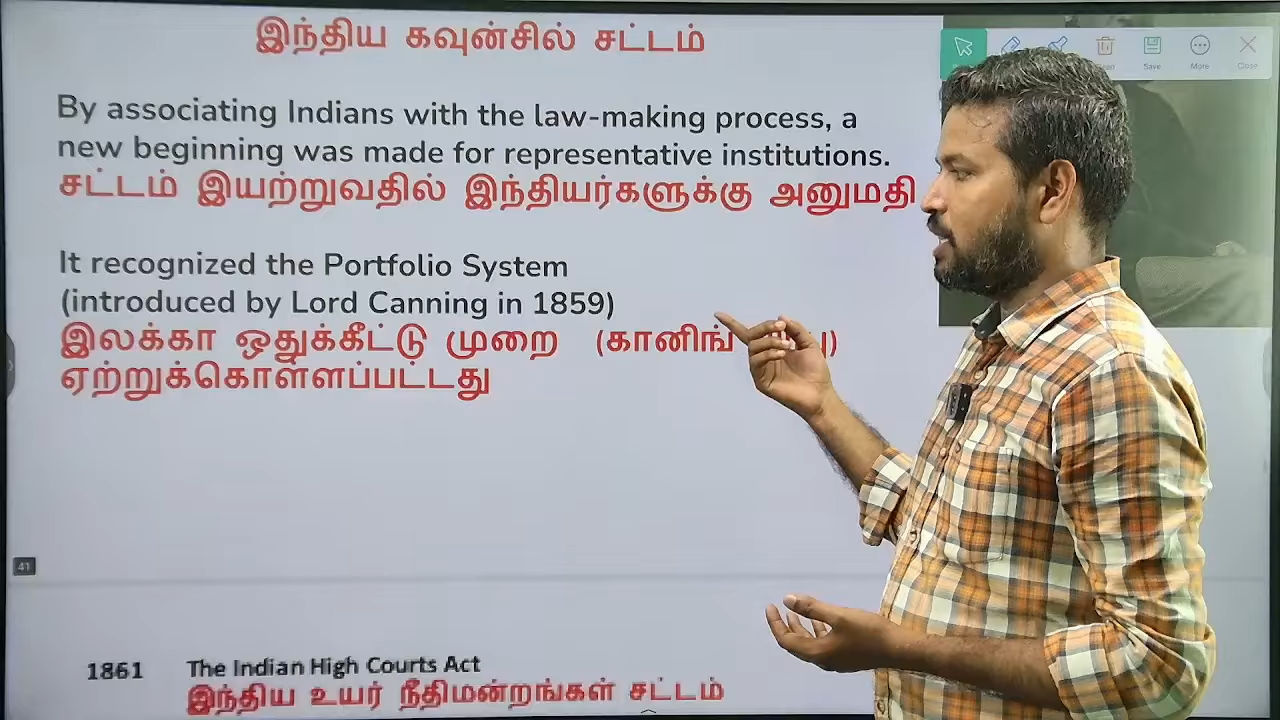 இந்திய கவுன்சில் சட்டம்
Save
More
Close
By associating Indians with the law-making process, a
new beginning was made for representative institutions.
சட்டம் இயற்றுவதில் இந்தியர்களுக்கு அனுமதி
It recognized the Portfolio System
(introduced by Lord Canning in 1859)
இலக்கா ஒதுக்கீட்டு முறை (கானிங்
ஏற்றுக்கொள்ளப்பட்டது
41
1861 The Indian High Courts Act
இந்திய உயர் நீதிமன்றங்கள் சட்டம்